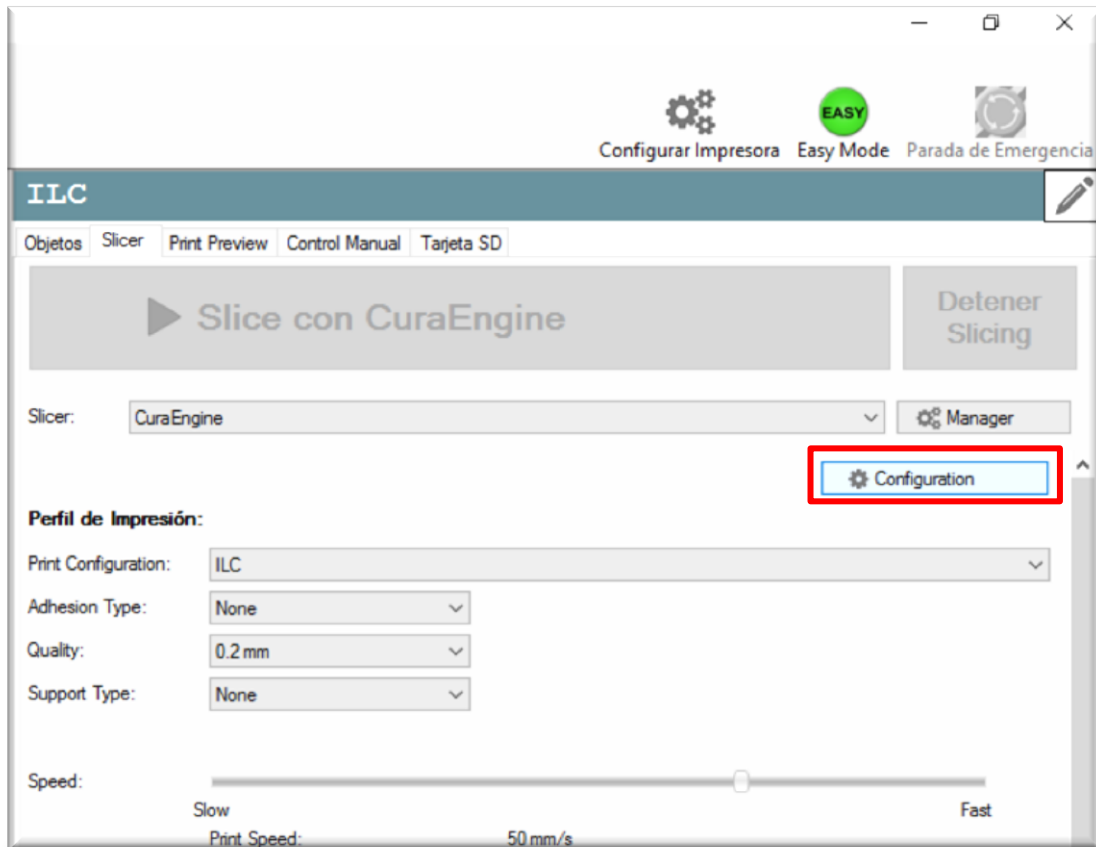 EASY
Configurar Impresora Easy Mode Parada de Emergencia
ILC
Objetos Slicer Print Preview Control Manual Tarjeta SD
Slice con CuraEngine
Detener
Slicing
Slicer: CuraEngine Manager
Configuration
Perfil de Impresión:
Print Configuration: ILC
Adhesion Type: None
Quality: 0.2 mm
Support Type: None
Speed:
Slow Fast
Print Speed: 50 mm/s